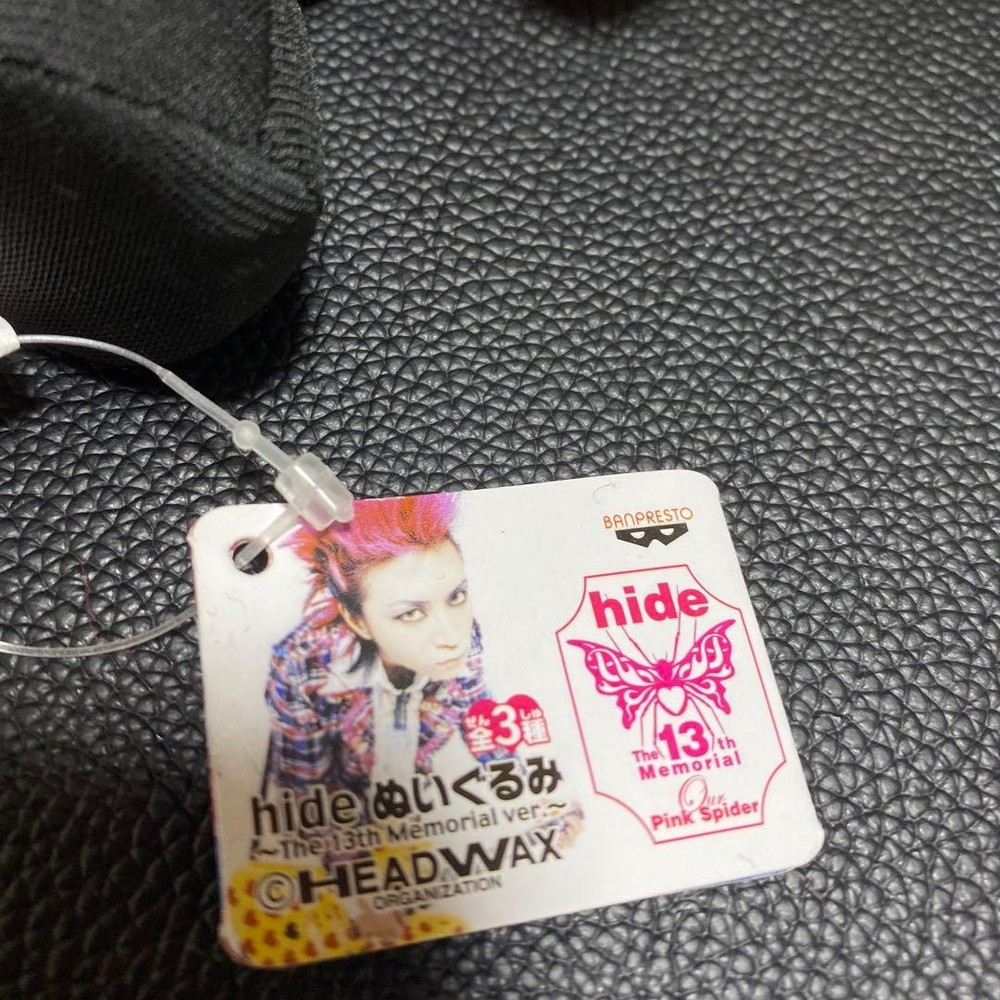 BANPRESTO
hide
The 13th
Memorial
Our
Pink Spider
ぜん しゅ
全3種
hide ぬいぐるみ
~The 13th Memorial ver.~
©HEADWAX
ORGANIZATION